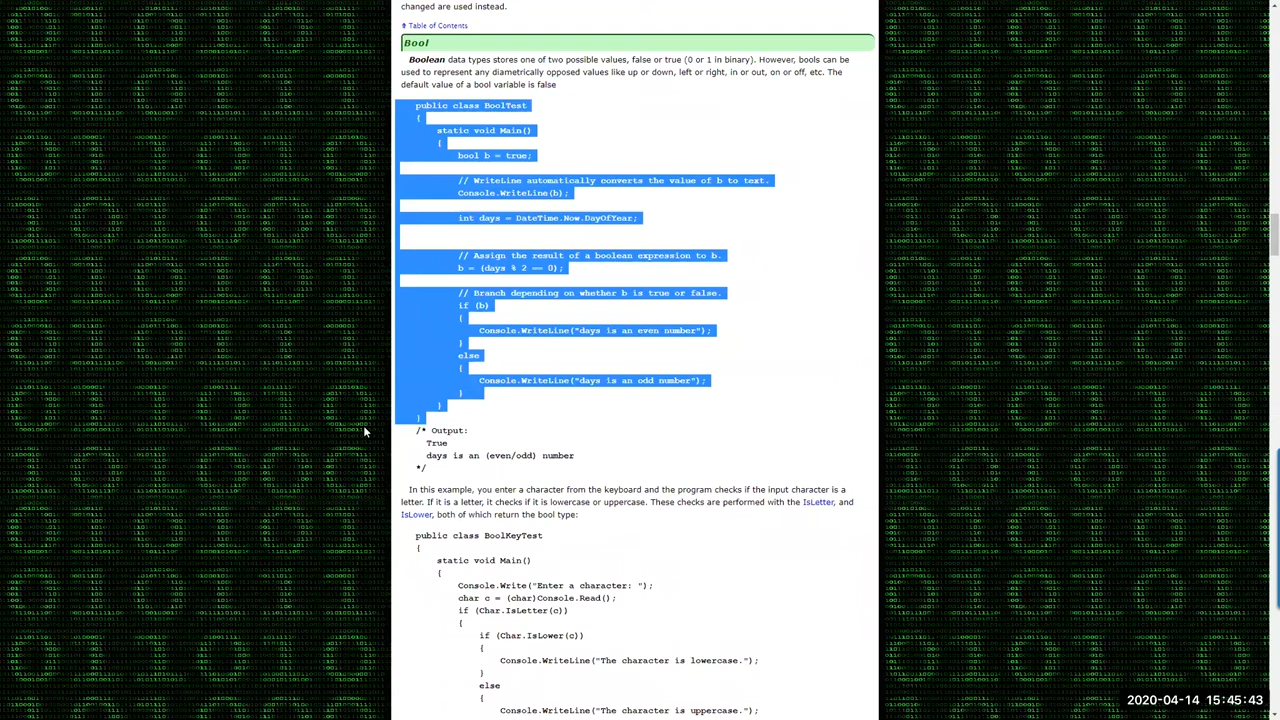 changed are used instead.
⇑ Table of Contents
Bool
Boolean data types stores one of two possible values, false or true (0 or 1 in binary). However, bools can be
used to represent any diametrically opposed values like up or down, left or right, in or out, on or off, etc. The
default value of a bool variable is false
public class BoolTest
{
static void Main()
{
bool b = true;
// WriteLine automatically converts the value of b to text.
Console.WriteLine(b);
int days = DateTime.Now.DayOfYear;
// Assign the result of a boolean expression to b.
b = (days % 2 == 0);
// Branch depending on whether b is true or false.
if (b)
{
Console.WriteLine("days is an even number");
}
else
{
Console.WriteLine("days is an odd number");
}
}
}
/* Output:
True
days is an (even/odd) number
*/
In this example, you enter a character from the keyboard and the program checks if the input character is a
letter. If it is a letter, it checks if it is lowercase or uppercase. These checks are performed with the IsLetter, and
IsLower, both of which return the bool type:
public class BoolKeyTest
{
static void Main()
{
Console.Write("Enter a character: ");
char c = (char)Console.Read();
if (Char.IsLetter(c))
{
if (Char.IsLower(c))
{
Console.WriteLine("The character is lowercase.");
}
else
{
Console.WriteLine("The character is uppercase.");
2020-04-14 15:45:43